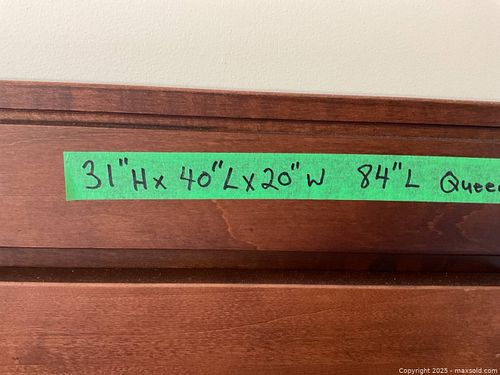 31"H x 40"L x 20"W 84"L
Copyright 2025 - maxsold.com